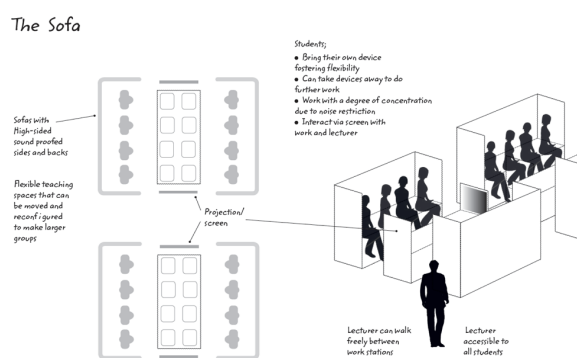 The Sofa
Students;
• Bring their own device
fostering flexibility
• Can take devices away to do
further work
• Work with a degree of concentration
due to noise restriction
• Interact via screen with
work and lecturer
Sofas with
High-sided
sound proofed
sides and backs
Flexible teaching
spaces that can
be moved and
reconfigured
to make larger
groups
Projection/
screen
Lecturer can walk
freely between
work stations
Lecturer
accessible to
all students